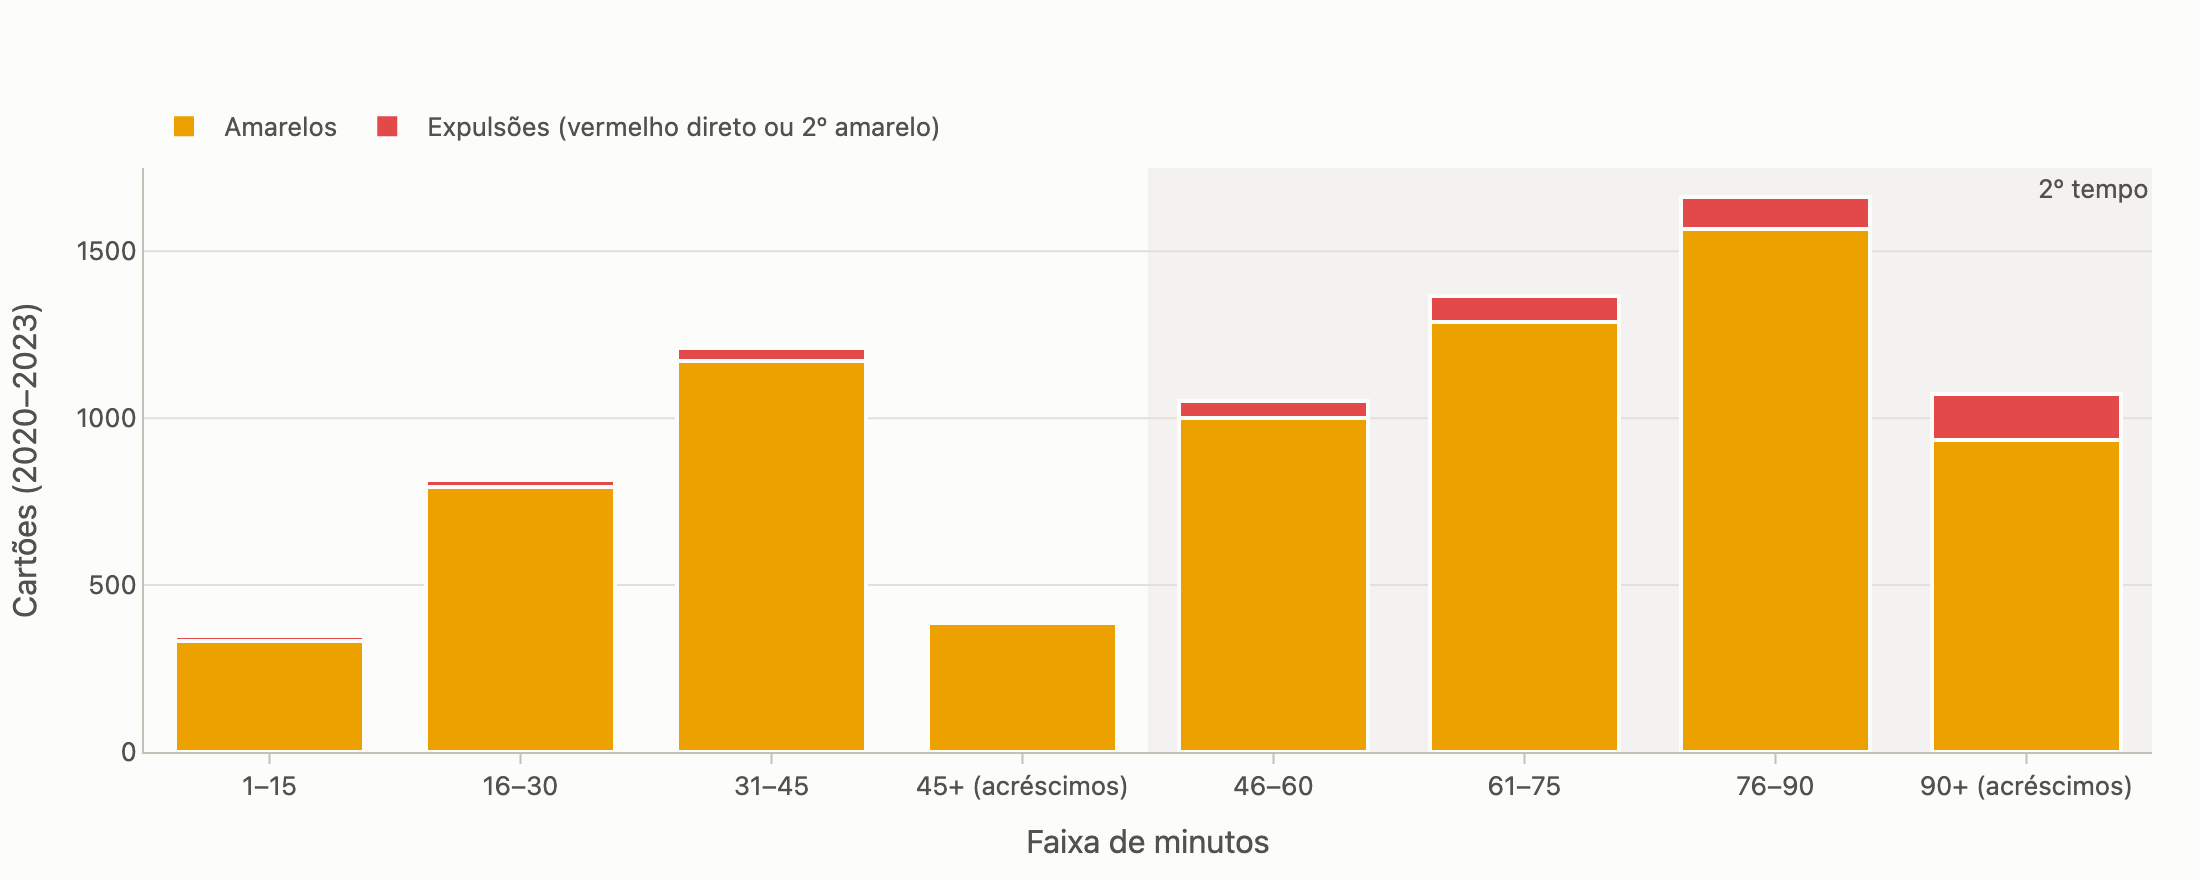 Amarelos
Expulsões (vermelho direto ou 2º amarelo)
2º tempo
Cartões (2020–2023)
1500
1000
500
0
1–15
16–30
31–45
45+ (acréscimos)
46–60
61–75
76–90
90+ (acréscimos)
Faixa de minutos